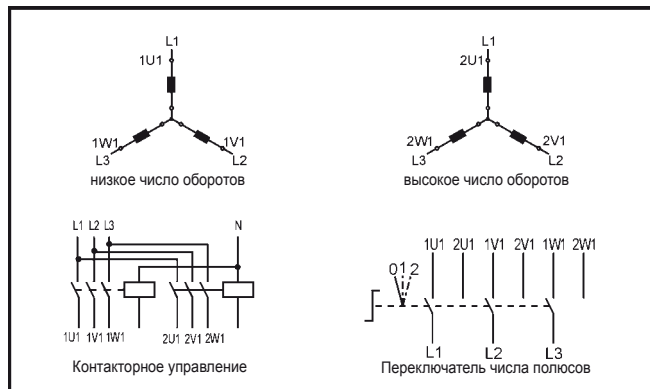 L1
1U1
1W1
1V1
L3
L2
низкое число оборотов
L1
2U1
2W1
2V1
L3
L2
высокое число оборотов
L1 L2 L3 N
1U1 1V1 1W1 2U1 2V1 2W1
Контакторное управление
1U1 2U1 1V1 2V1 1W1 2W1
0 1 2
L1 L2 L3
Переключатель числа полюсов